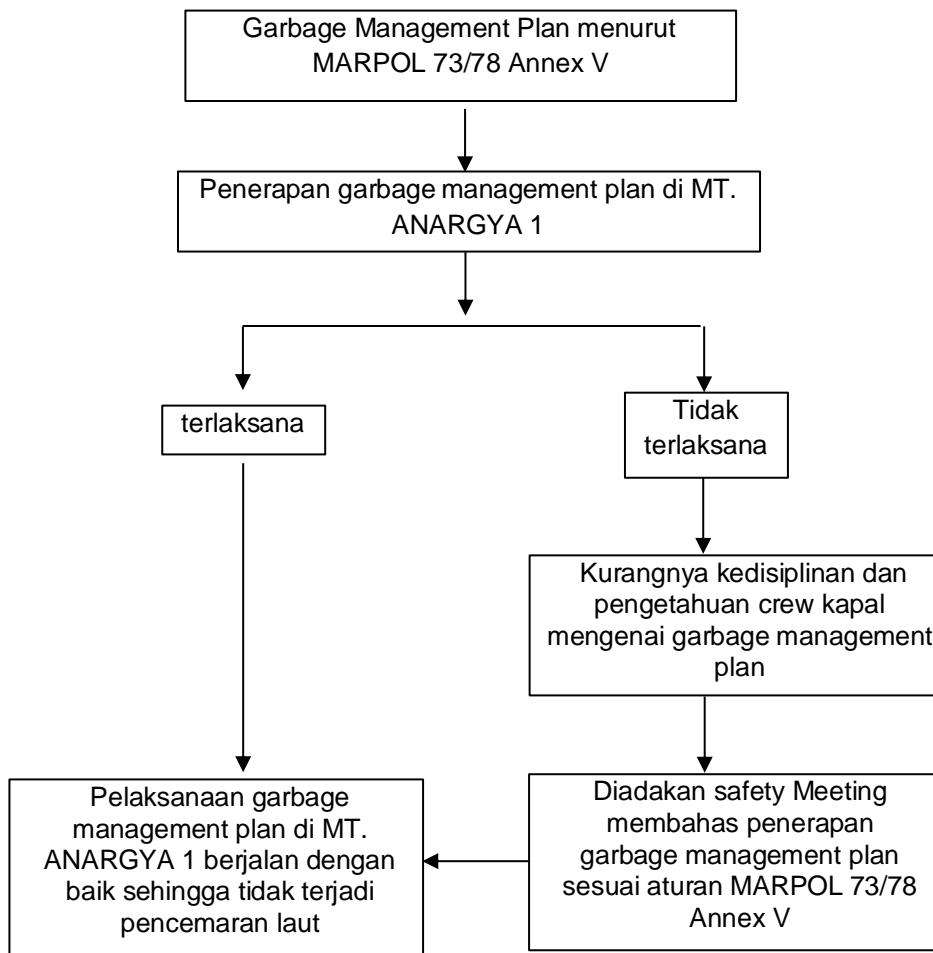 Garbage Management Plan menurut
MARPOL 73/78 Annex V
Penerapan garbage management plan di MT.
ANARGYA 1
terlaksana
Tidak
terlaksana
Kurangnya kedisiplinan dan
pengetahuan crew kapal
mengenai garbage management
plan
Pelaksanaan garbage
management plan di MT.
ANARGYA 1 berjalan dengan
baik sehingga tidak terjadi
pencemaran laut
Diadakan safety Meeting
membahas penerapan
garbage management plan
sesuai aturan MARPOL 73/78
Annex V